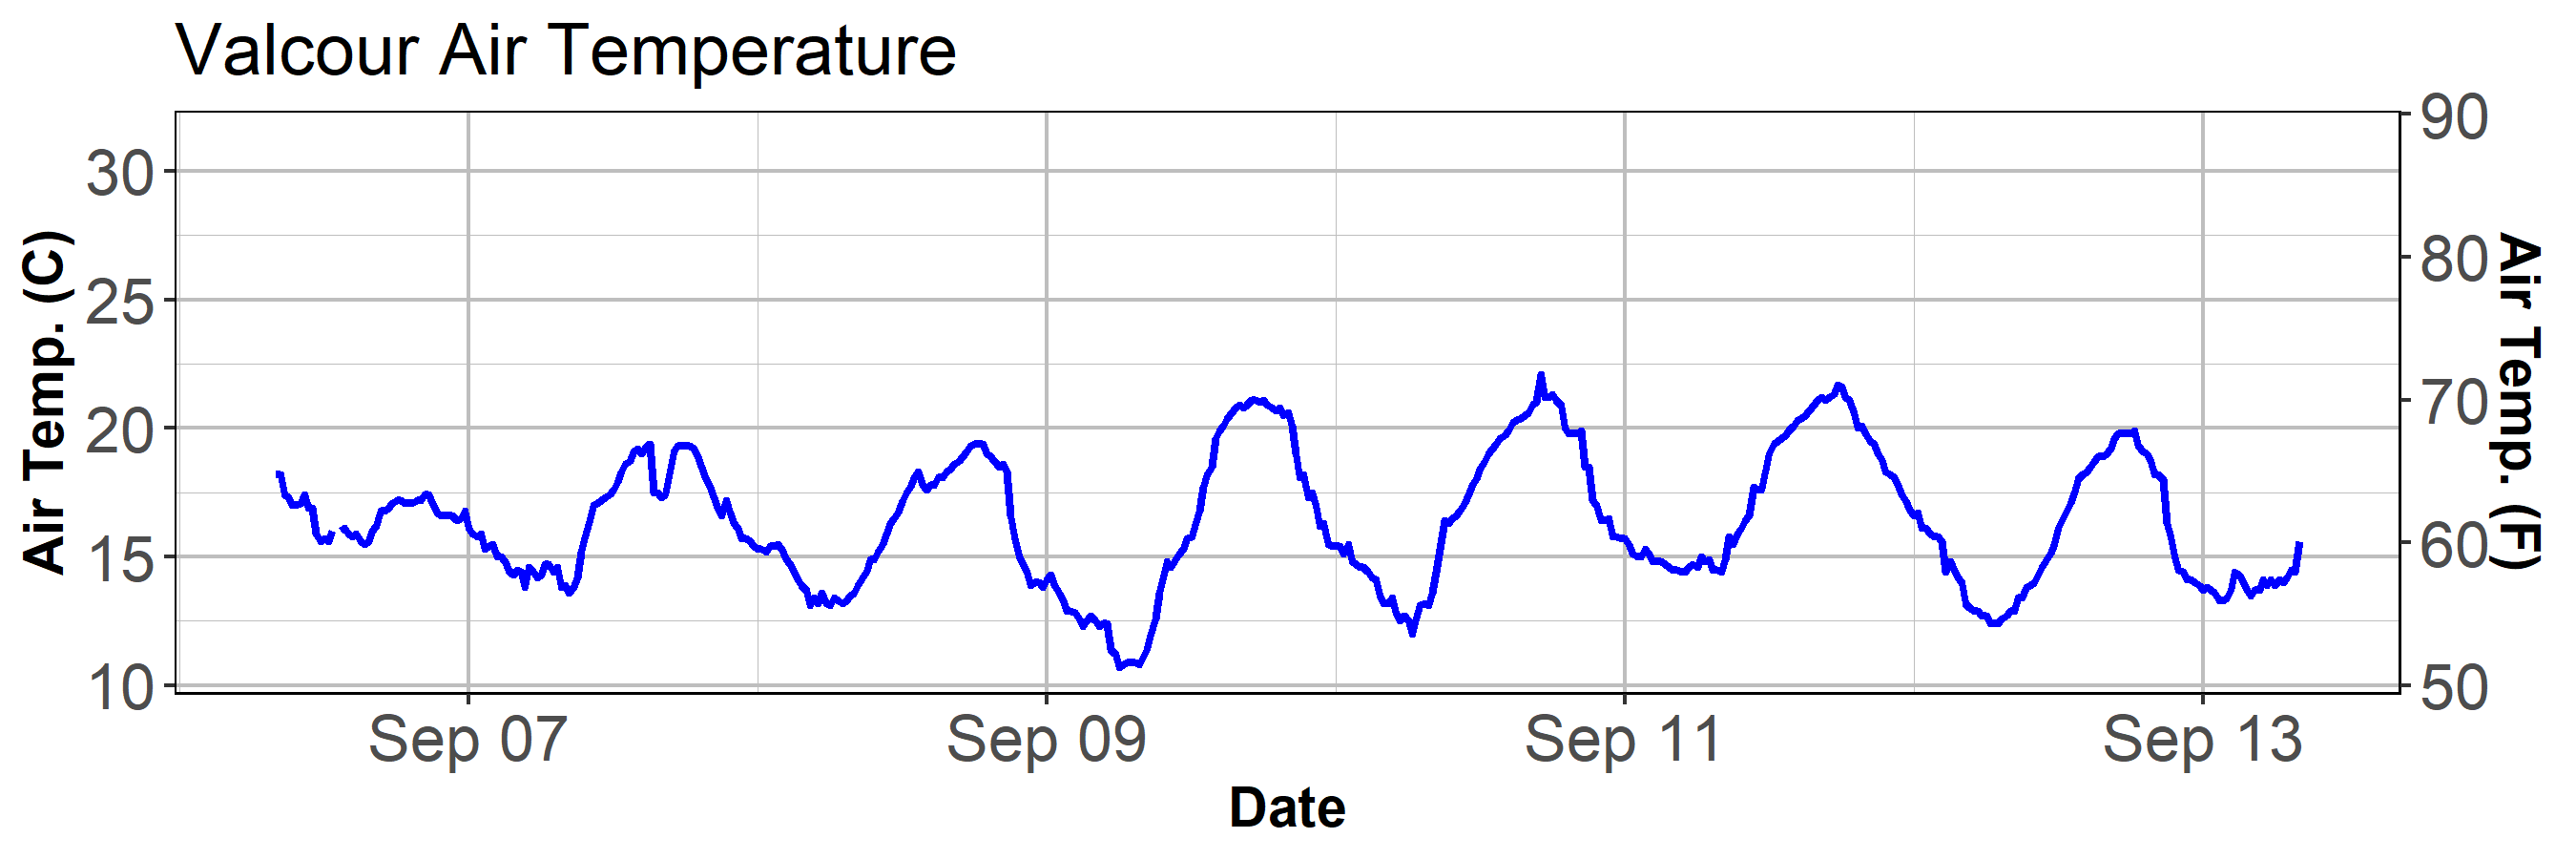 Valcour Air Temperature
Air Temp. (C)
30
25
20
15
10
90
80
70
60
50
Air Temp. (F)
Sep 07
Sep 09
Sep 11
Sep 13
Date